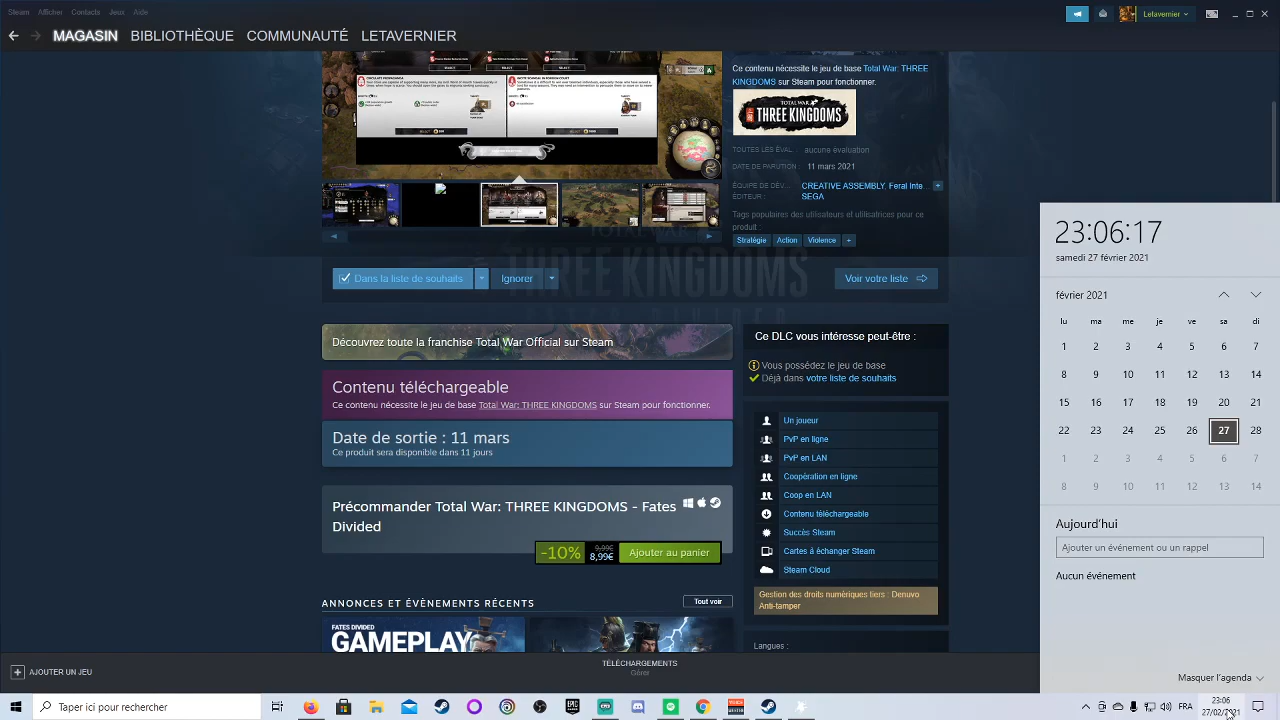 Steam Afficher Contacts Jeux Aide
Letavernier
MAGASIN BIBLIOTHÈQUE COMMUNAUTÉ LETAVERNIER
SELECT SELECT SELECT
Ce contenu nécessite le jeu de base Total War: THREE
KINGDOMS sur Steam pour fonctionner.
TOTAL WAR
THREE KINGDOMS
TOUTES LES ÉVAL... aucune évaluation
DATE DE PARUTION : 11 mars 2021
ÉQUIPE DE DÉV... CREATIVE ASSEMBLY, Feral Inte... +
ÉDITEUR : SEGA
Tags populaires des utilisateurs et utilisatrices pour ce
produit :
Stratégie Action Violence +
THREE KINGDOMS
Dans la liste de souhaits Ignorer Voir votre liste
Découvrez toute la franchise Total War Official sur Steam
Contenu téléchargeable
Ce contenu nécessite le jeu de base Total War: THREE KINGDOMS sur Steam pour fonctionner.
Date de sortie : 11 mars
Ce produit sera disponible dans 11 jours
Précommander Total War: THREE KINGDOMS - Fates
Divided
-10% 9,99€ 8,99€ Ajouter au panier
ANNONCES ET ÉVÈNEMENTS RÉCENTS Tout voir
FATES DIVIDED
GAMEPLAY
Ce DLC vous intéresse peut-être :
Vous possédez le jeu de base
Déjà dans votre liste de souhaits
Un joueur
PvP en ligne
PvP en LAN
Coopération en ligne
Coop en LAN
Contenu téléchargeable
Succès Steam
Cartes à échanger Steam
Steam Cloud
Gestion des droits numériques tiers : Denuvo
Anti-tamper
Langues :
23:06:17
samedi 27 février 2021
février 2021
lu ma me je ve sa di
1 2 3 4 5 6 7
8 9 10 11 12 13 14
15 16 17 18 19 20 21
22 23 24 25 26 27 28
1 2 3 4 5 6 7
8 9 10 11 12 13 14
Aujourd'hui
Ajouter un événement ou un rappel
Aucun événement
Masquer l'agenda
+ AJOUTER UN JEU
TÉLÉCHARGEMENTS
Gérer
Taper ici pour rechercher
EPIC
FRA
23:06
27/02/2021